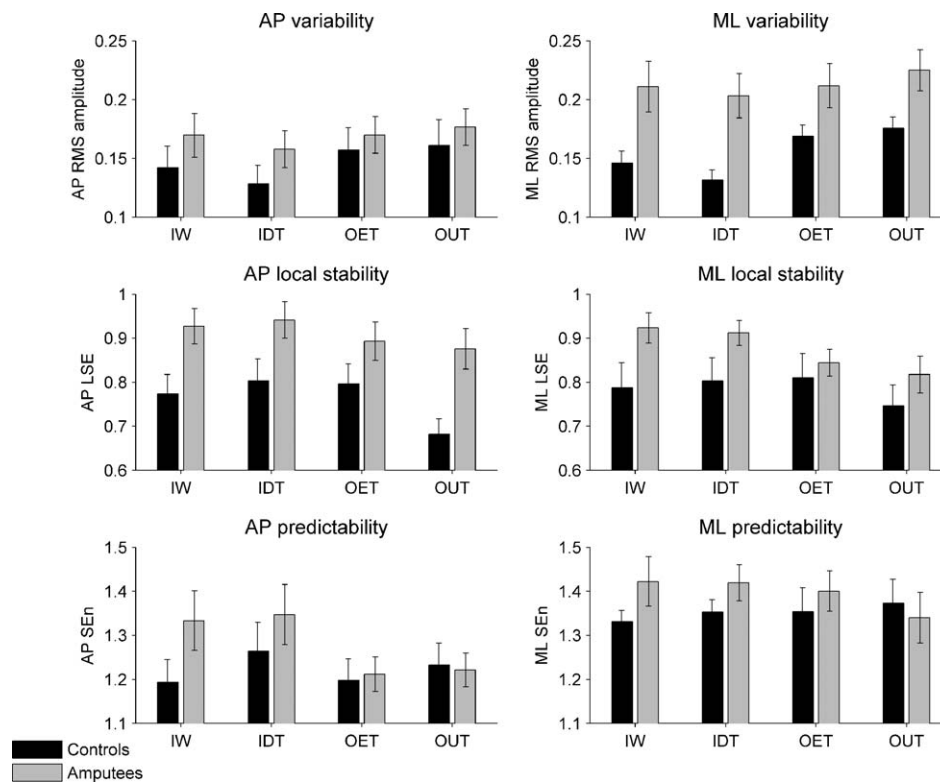 AP variability
AP RMS amplitude
0.25
0.2
0.15
0.1
IW IDT OET OUT
ML variability
ML RMS amplitude
0.25
0.2
0.15
0.1
IW IDT OET OUT
AP local stability
AP LSE
1
0.9
0.8
0.7
0.6
IW IDT OET OUT
ML local stability
ML LSE
1
0.9
0.8
0.7
0.6
IW IDT OET OUT
AP predictability
AP SEn
1.5
1.4
1.3
1.2
1.1
IW IDT OET OUT
ML predictability
ML SEn
1.5
1.4
1.3
1.2
1.1
IW IDT OET OUT
Controls
Amputees